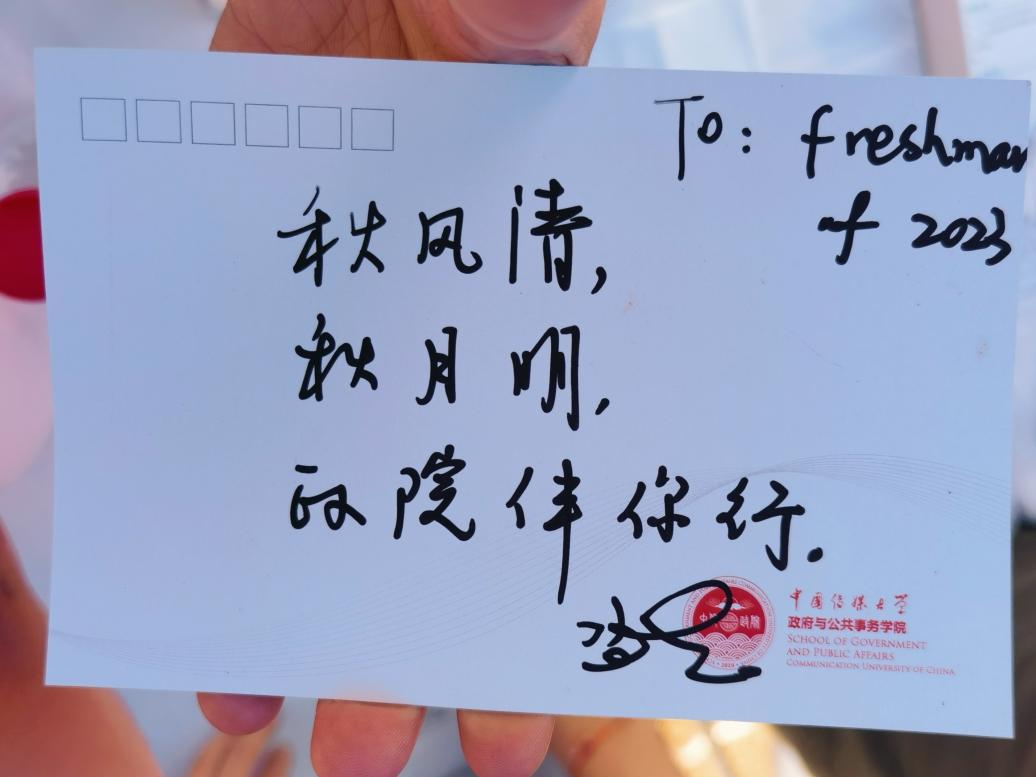 To: freshman
of 2023
秋风清,
秋月明,
政院伴你行.
中国传媒大学
政府与公共事务学院
SCHOOL OF GOVERNMENT
AND PUBLIC AFFAIRS
COMMUNICATION UNIVERSITY OF CHINA